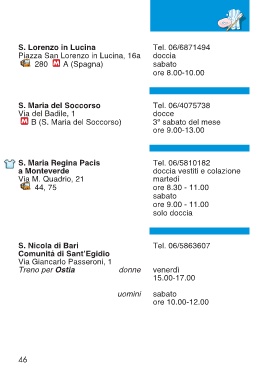 S. Lorenzo in Lucina Tel. 06/6871494
Piazza San Lorenzo in Lucina, 16a doccia
280 M A (Spagna) sabato
ore 8.00-10.00
S. Maria del Soccorso Tel. 06/4075738
Via del Badile, 1 docce
M B (S. Maria del Soccorso) 3° sabato del mese
ore 9.00-13.00
S. Maria Regina Pacis Tel. 06/5810182
a Monteverde doccia vestiti e colazione
Via M. Quadrio, 21 martedì
44, 75 ore 8.30 - 11.00
sabato
ore 9.00 - 11.00
solo doccia
S. Nicola di Bari Tel. 06/5863607
Comunità di Sant'Egidio
Via Giancarlo Passeroni, 1
Treno per Ostia donne venerdì
15.00-17.00
uomini sabato
ore 10.00-12.00
46